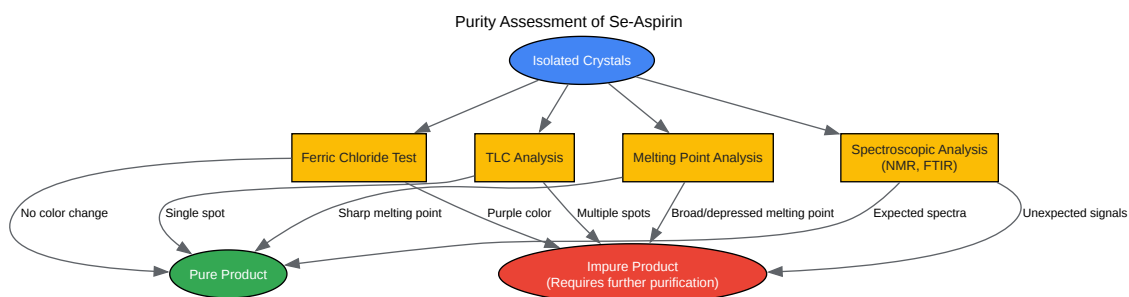 Purity Assessment of Se-Aspirin
Isolated Crystals
Ferric Chloride Test
TLC Analysis
Melting Point Analysis
Spectroscopic Analysis
(NMR, FTIR)
No color change
Single spot
Sharp melting point
Purple color
Multiple spots
Broad/depressed melting point
Expected spectra
Unexpected signals
Pure Product
Impure Product
(Requires further purification)